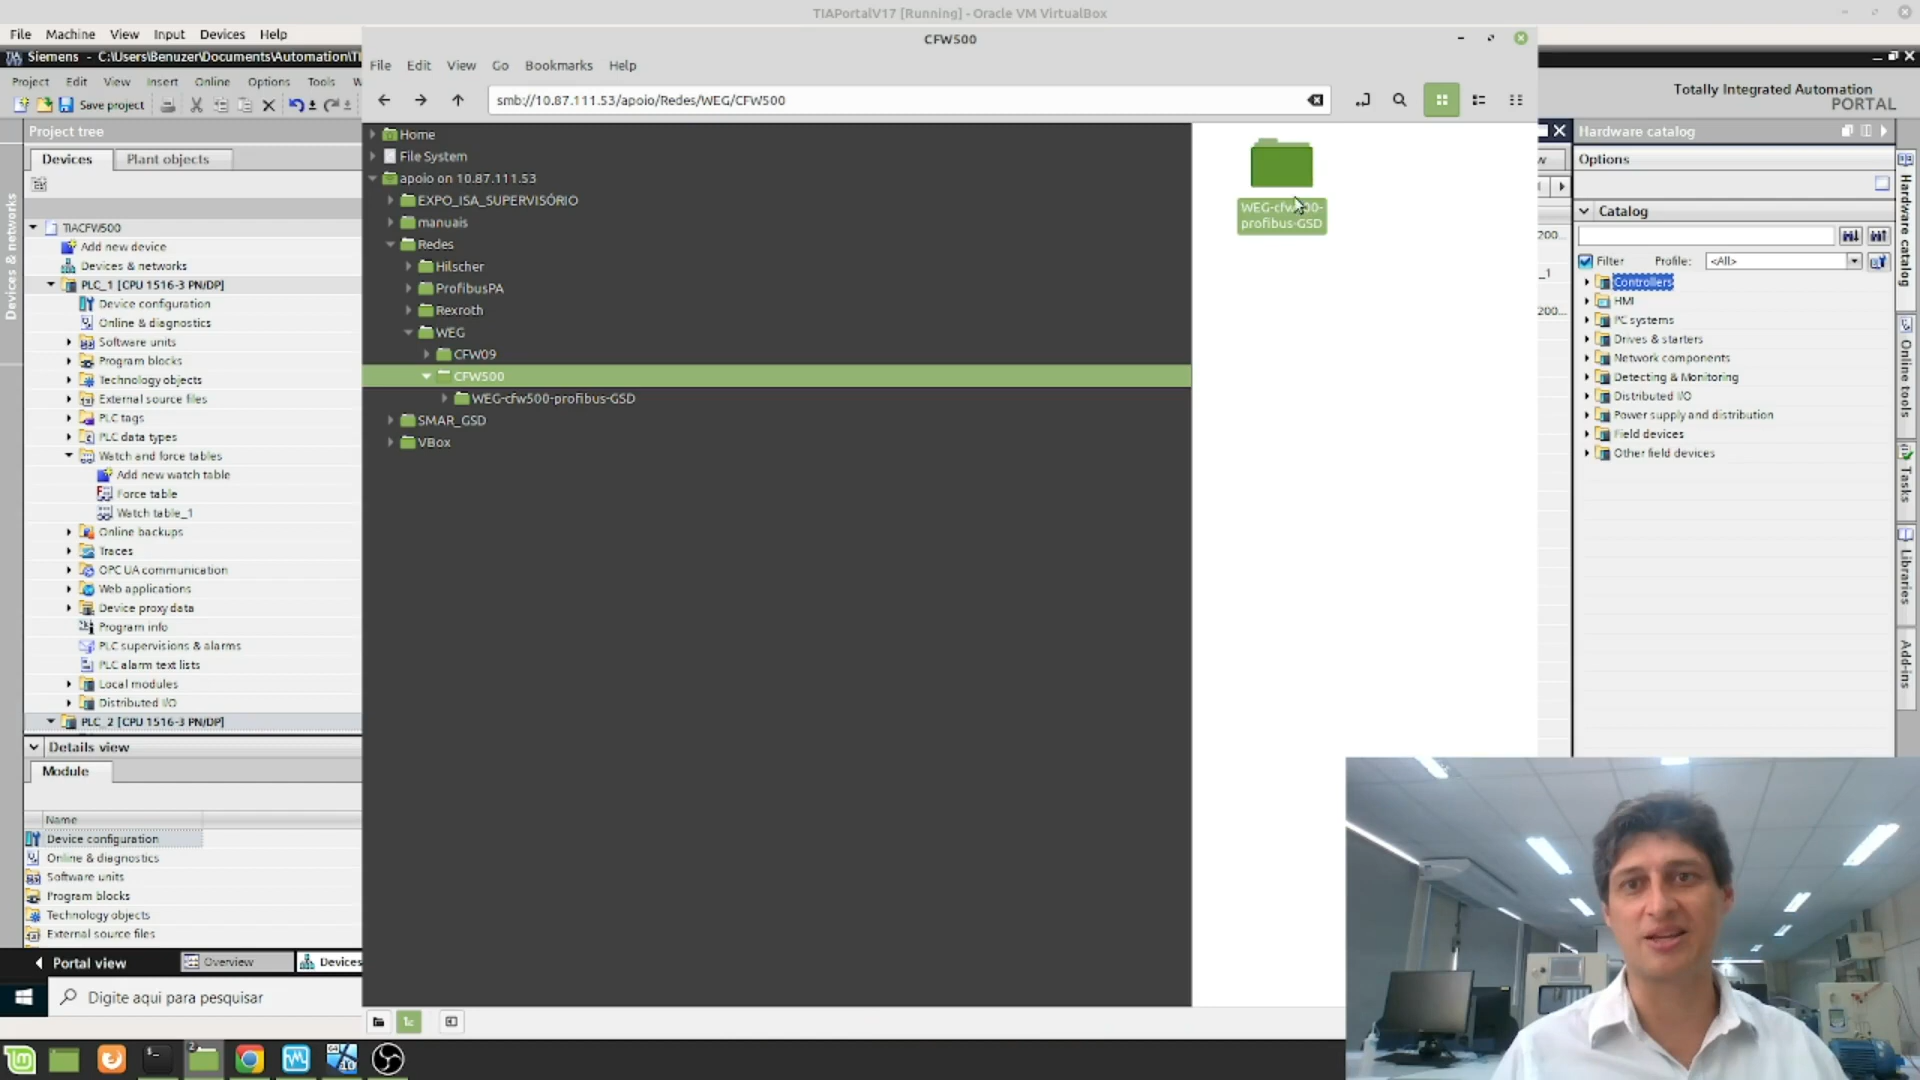 TIAPortalV17 [Running] - Oracle VM VirtualBox
File Machine View Input Devices Help
Siemens - C:\Users\Benuzer\Documents\Automation\TI
Project Edit View Insert Online Options Tools W
Save project
Totally Integrated Automation
PORTAL
Project tree
Devices Plant objects
Devices & networks
TIACFW500
Add new device
Devices & networks
PLC_1 [CPU 1516-3 PN/DP]
Device configuration
Online & diagnostics
Software units
Program blocks
Technology objects
External source files
PLC tags
PLC data types
Watch and force tables
Add new watch table
Force table
Watch table_1
Online backups
Traces
OPC UA communication
Web applications
Device proxy data
Program info
PLC supervisions & alarms
PLC alarm text lists
Local modules
Distributed I/O
PLC_2 [CPU 1516-3 PN/DP]
Details view
Module
Name
Device configuration
Online & diagnostics
Software units
Program blocks
Technology objects
External source files
Portal view Overview Devices
Digite aqui para pesquisar
CFW500
File Edit View Go Bookmarks Help
smb://10.87.111.53/apoio/Redes/WEG/CFW500
Home
File System
apoio on 10.87.111.53
EXPO_ISA_SUPERVISÓRIO
manuais
Redes
Hilscher
ProfibusPA
Rexroth
WEG
CFW09
CFW500
WEG-cfw500-profibus-GSD
SMAR_GSD
VBox
WEG-cfw500-
profibus-GSD
200...
_1
200...
Hardware catalog
Options
Catalog
Filter Profile: <All>
Controllers
HMI
PC systems
Drives & starters
Network components
Detecting & Monitoring
Distributed I/O
Power supply and distribution
Field devices
Other field devices
Hardware catalog
Online tools
Tasks
Libraries
Add-ins